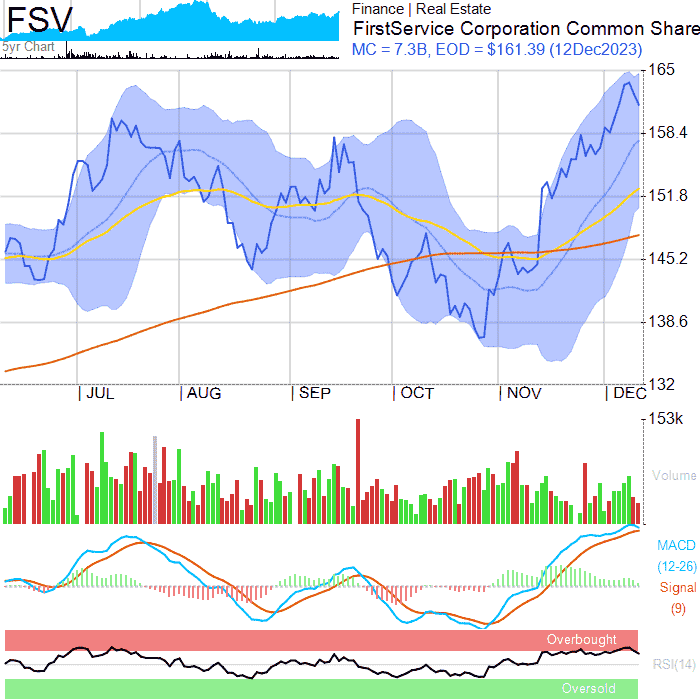 FSV
5yr Chart
Finance | Real Estate
FirstService Corporation Common Share
MC = 7.3B, EOD = $161.39 (12Dec2023)
165
158.4
151.8
145.2
138.6
132
| JUL | AUG | SEP | OCT | NOV | DEC
153k
Volume
MACD
(12-26)
Signal
(9)
Overbought
RSI(14)
Oversold